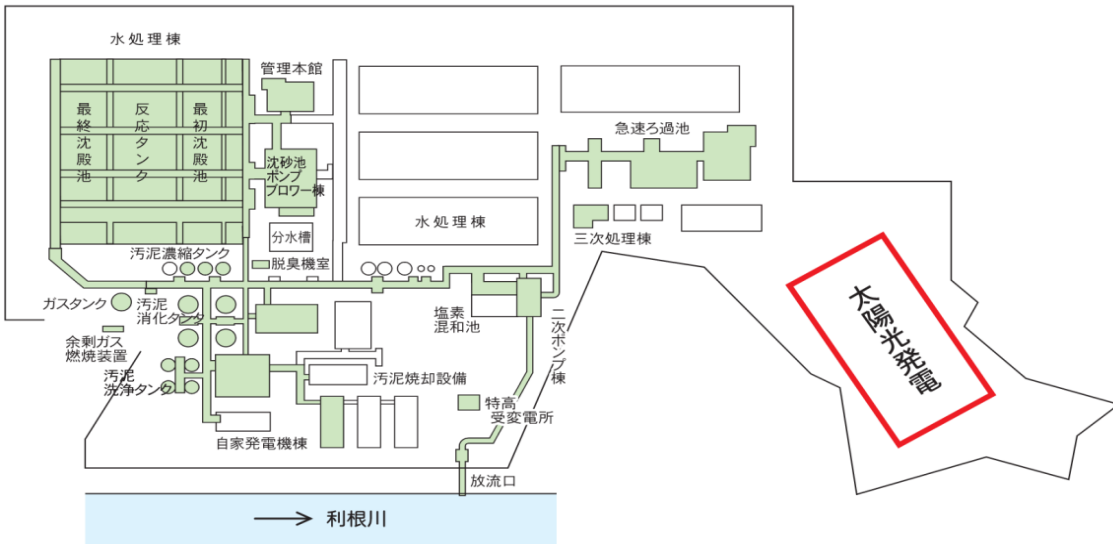 水処理棟
管理本館
最終沈殿池
反応タンク
最初沈殿池
沈砂池
ポンプ
ブロワー棟
急速ろ過池
水処理棟
分水槽
三次処理棟
汚泥濃縮タンク
脱臭機室
ガスタンク
汚泥
消化タンク
塩素
混和池
二次ポンプ棟
太陽光発電
余剰ガス
燃焼装置
汚泥
洗浄タンク
汚泥焼却設備
特高
受変電所
自家発電機棟
放流口
→ 利根川